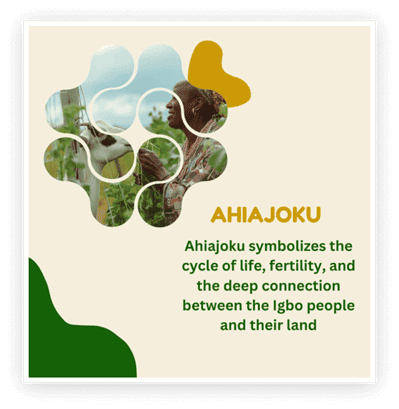 AHIAJOKU
Ahiajoku symbolizes the
cycle of life, fertility, and
the deep connection
between the Igbo people
and their land